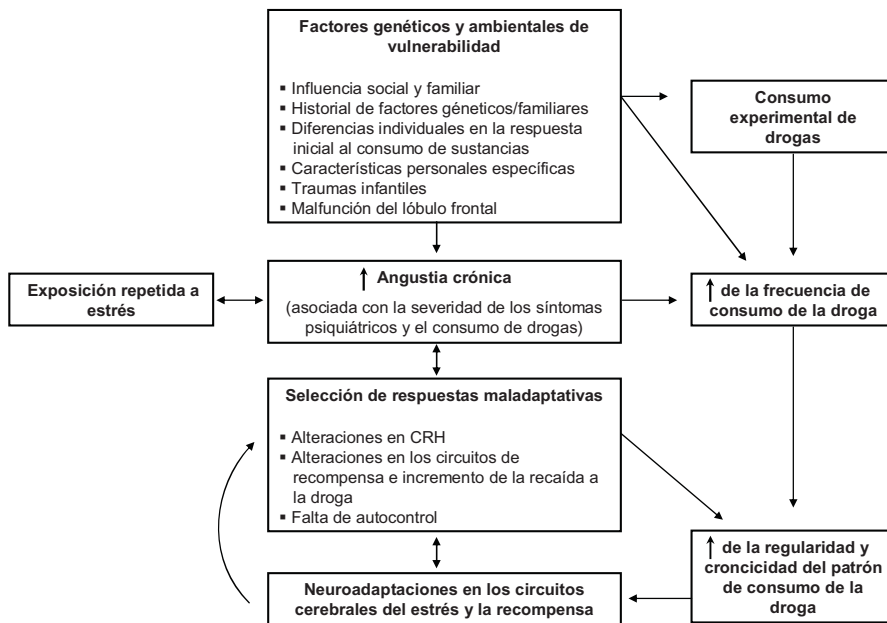 Factores genéticos y ambientales de
vulnerabilidad
▪ Influencia social y familiar
▪ Historial de factores géneticos/familiares
▪ Diferencias individuales en la respuesta
inicial al consumo de sustancias
▪ Características personales específicas
▪ Traumas infantiles
▪ Malfunción del lóbulo frontal
Consumo
experimental de
drogas
Exposición repetida a
estrés
↑ Angustia crónica
(asociada con la severidad de los síntomas
psiquiátricos y el consumo de drogas)
↑ de la frecuencia de
consumo de la droga
Selección de respuestas maladaptativas
▪ Alteraciones en CRH
▪ Alteraciones en los circuitos de
recompensa e incremento de la recaída a
la droga
▪ Falta de autocontrol
↑ de la regularidad y
croncicidad del patrón
de consumo de la
droga
Neuroadaptaciones en los circuitos
cerebrales del estrés y la recompensa